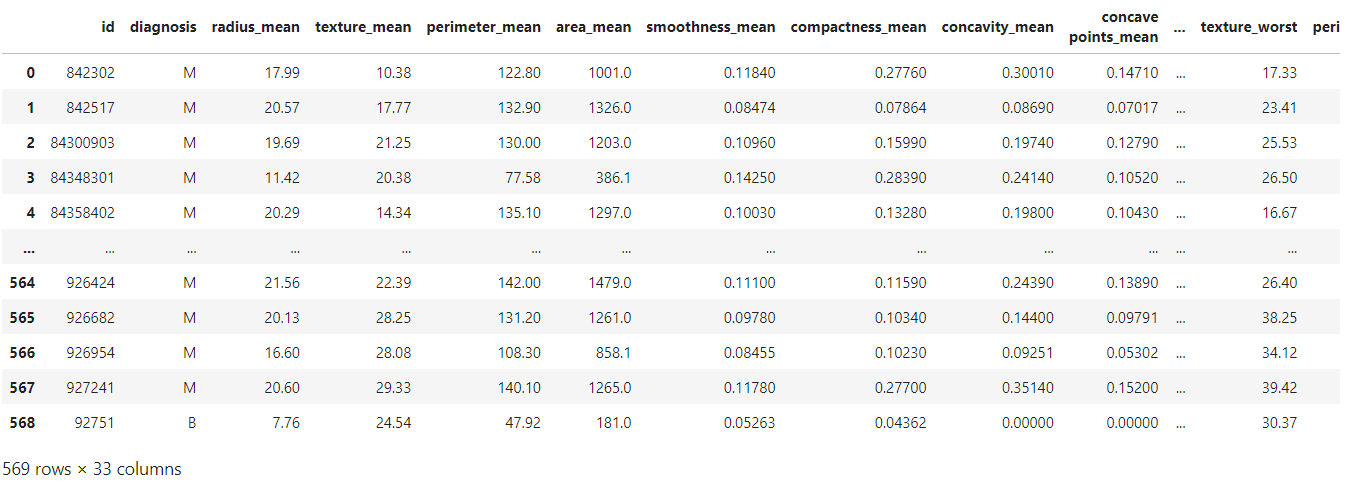 id diagnosis radius_mean texture_mean perimeter_mean area_mean smoothness_mean compactness_mean concavity_mean concave points_mean ... texture_worst peri
0 842302 M 17.99 10.38 122.80 1001.0 0.11840 0.27760 0.30010 0.14710 ... 17.33
1 842517 M 20.57 17.77 132.90 1326.0 0.08474 0.07864 0.08690 0.07017 ... 23.41
2 84300903 M 19.69 21.25 130.00 1203.0 0.10960 0.15990 0.19740 0.12790 ... 25.53
3 84348301 M 11.42 20.38 77.58 386.1 0.14250 0.28390 0.24140 0.10520 ... 26.50
4 84358402 M 20.29 14.34 135.10 1297.0 0.10030 0.13280 0.19800 0.10430 ... 16.67
... ... ... ... ... ... ... ... ... ... ... ... ...
564 926424 M 21.56 22.39 142.00 1479.0 0.11100 0.11590 0.24390 0.13890 ... 26.40
565 926682 M 20.13 28.25 131.20 1261.0 0.09780 0.10340 0.14400 0.09791 ... 38.25
566 926954 M 16.60 28.08 108.30 858.1 0.08455 0.10230 0.09251 0.05302 ... 34.12
567 927241 M 20.60 29.33 140.10 1265.0 0.11780 0.27700 0.35140 0.15200 ... 39.42
568 92751 B 7.76 24.54 47.92 181.0 0.05263 0.04362 0.00000 0.00000 ... 30.37
569 rows × 33 columns